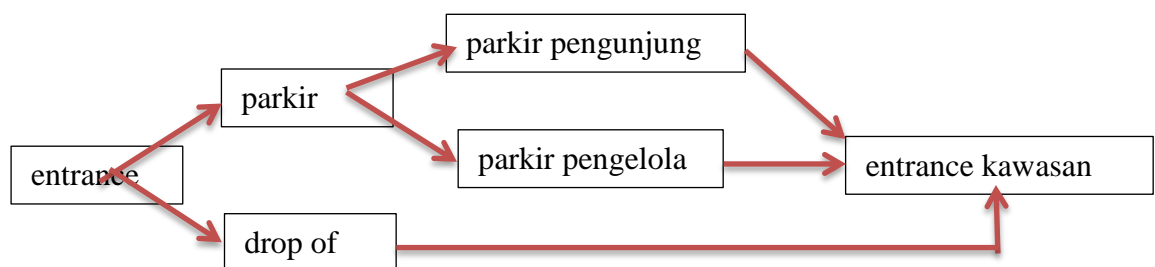 entrance
parkir
drop of
parkir pengunjung
parkir pengelola
entrance kawasan